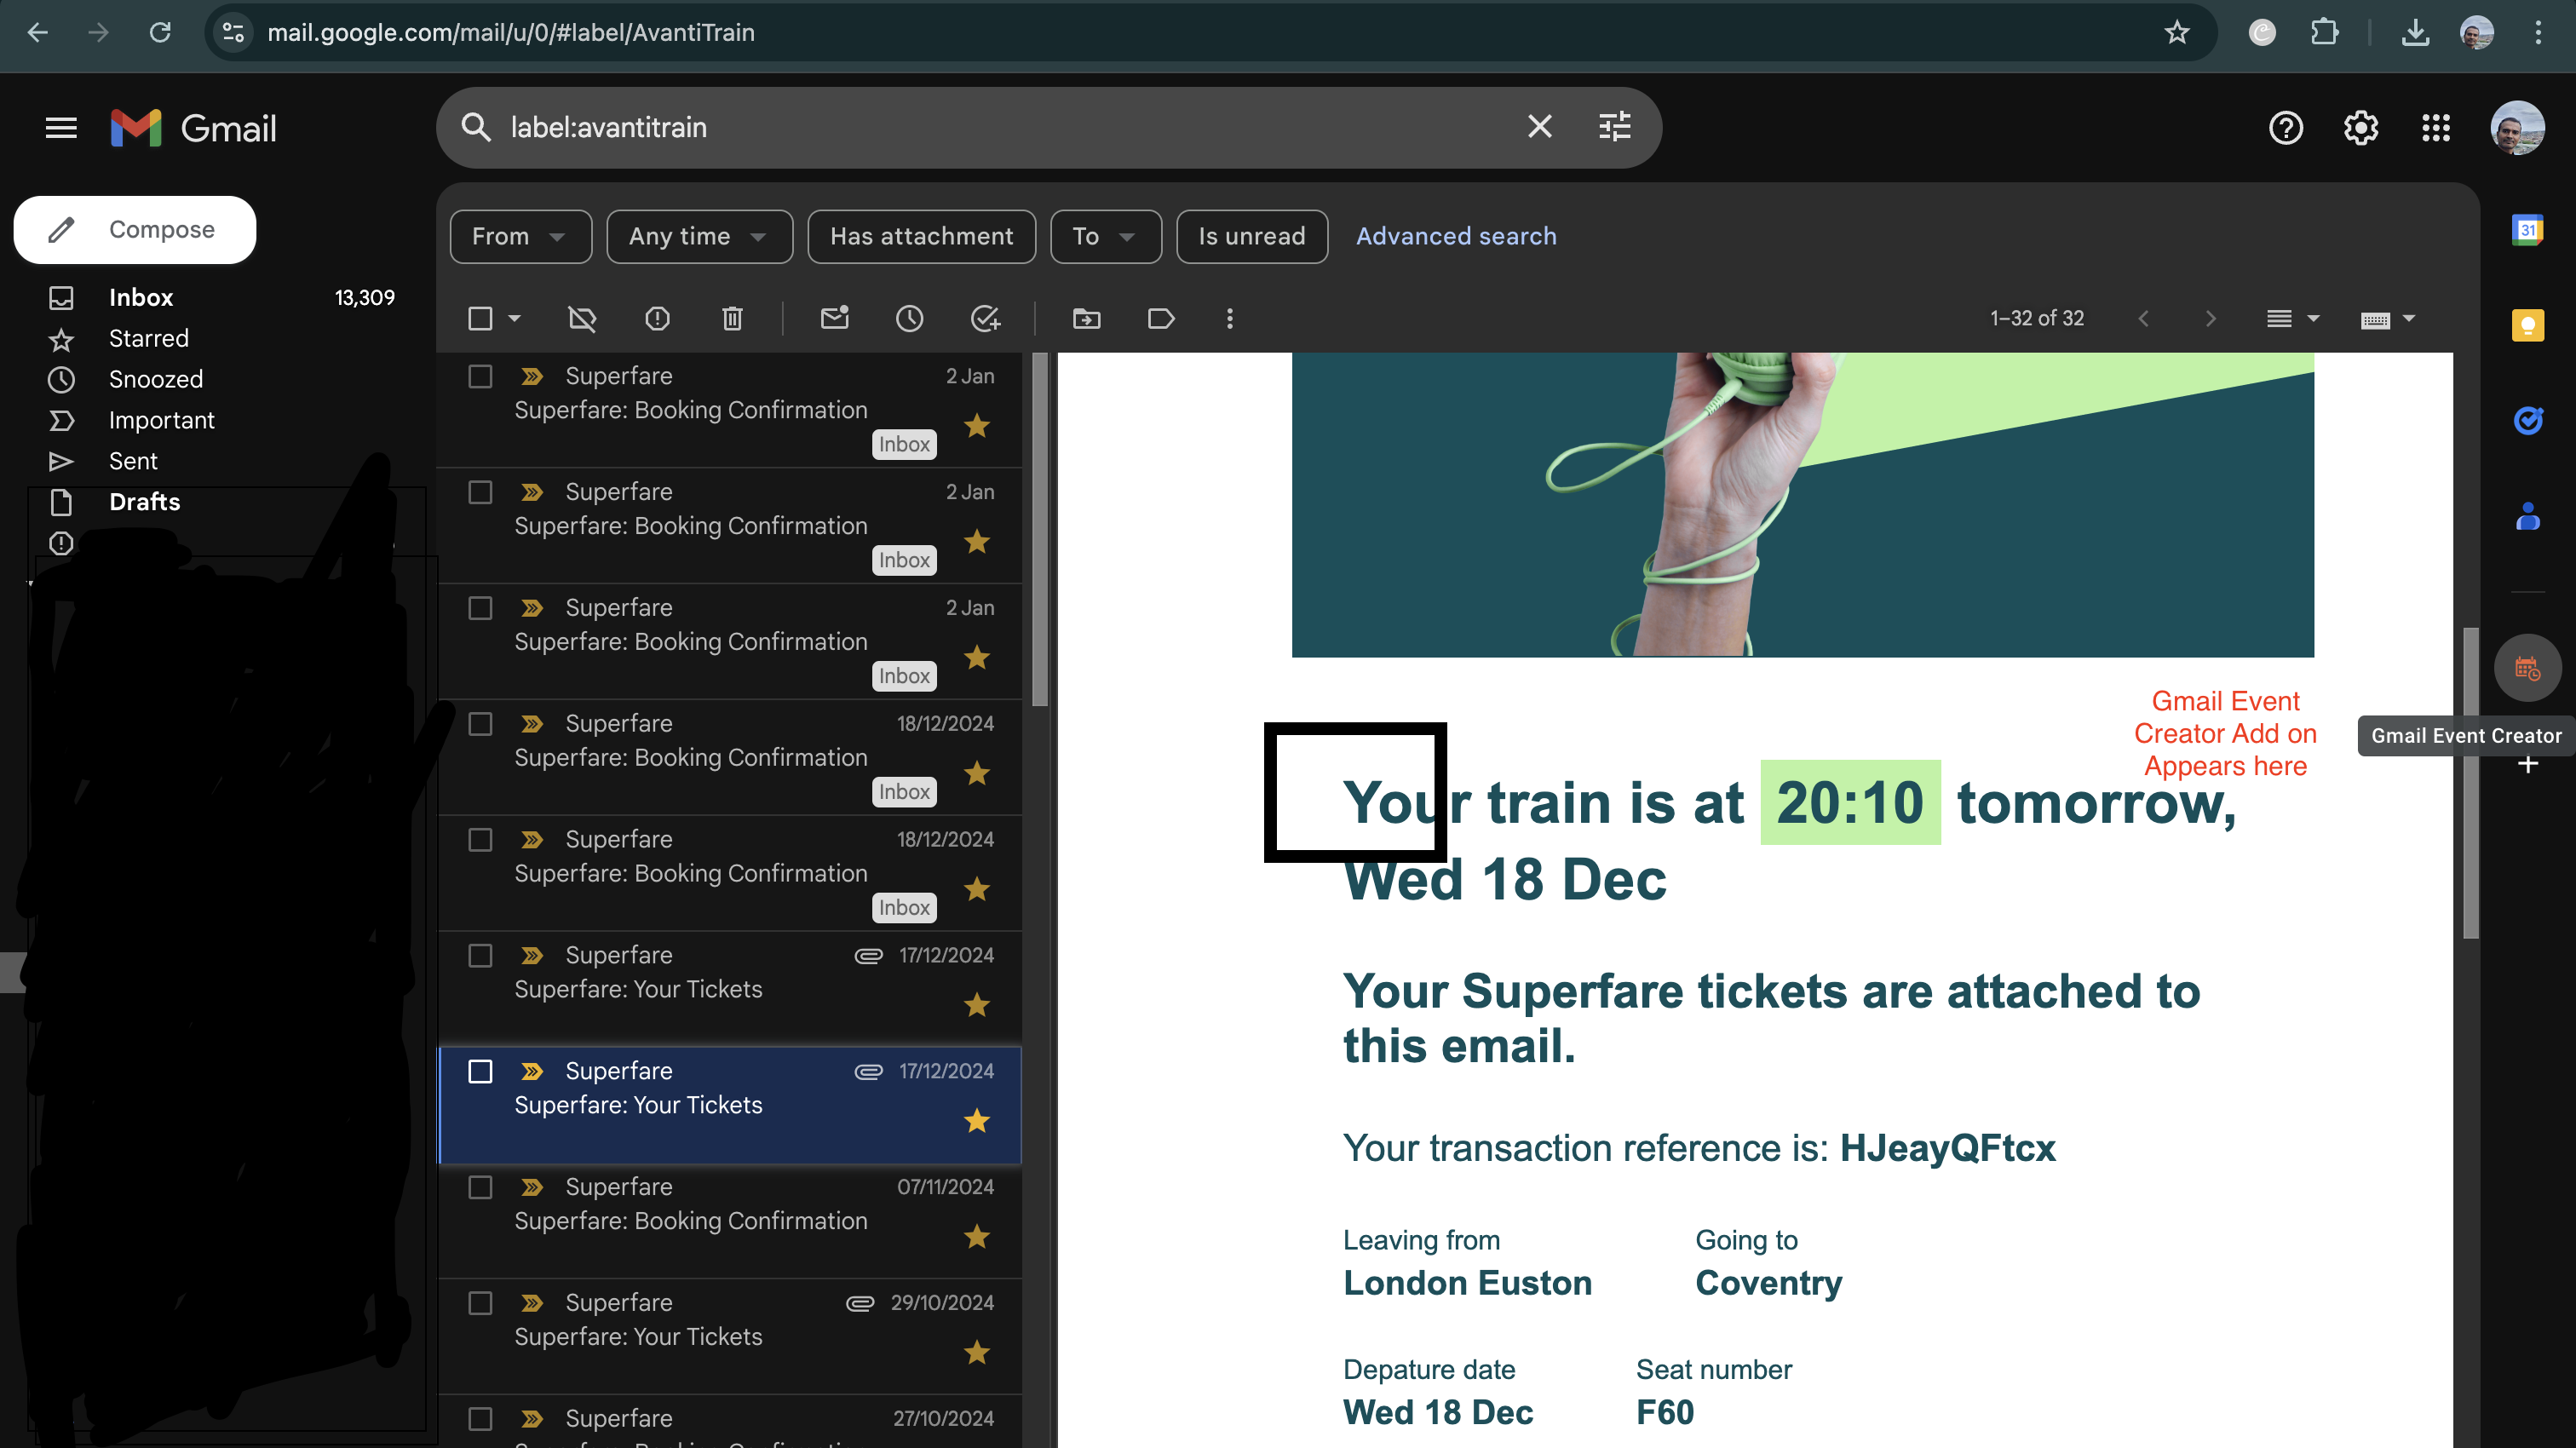 mail.google.com/mail/u/0/#label/AvantiTrain
Gmail
label:avantitrain
Compose
Inbox 13,309
Starred
Snoozed
Important
Sent
Drafts
From
Any time
Has attachment
To
Is unread
Advanced search
1–32 of 32
Superfare 2 Jan
Superfare: Booking Confirmation
Inbox
Superfare 2 Jan
Superfare: Booking Confirmation
Inbox
Superfare 2 Jan
Superfare: Booking Confirmation
Inbox
Superfare 18/12/2024
Superfare: Booking Confirmation
Inbox
Superfare 18/12/2024
Superfare: Booking Confirmation
Inbox
Superfare 17/12/2024
Superfare: Your Tickets
Superfare 17/12/2024
Superfare: Your Tickets
Superfare 07/11/2024
Superfare: Booking Confirmation
Superfare 29/10/2024
Superfare: Your Tickets
Superfare 27/10/2024
Gmail Event
Creator Add on
Appears here
Your train is at 20:10 tomorrow,
Wed 18 Dec
Your Superfare tickets are attached to
this email.
Your transaction reference is: HJeayQFtcx
Leaving from Going to
London Euston Coventry
Depature date Seat number
Wed 18 Dec F60
31
Gmail Event Creator